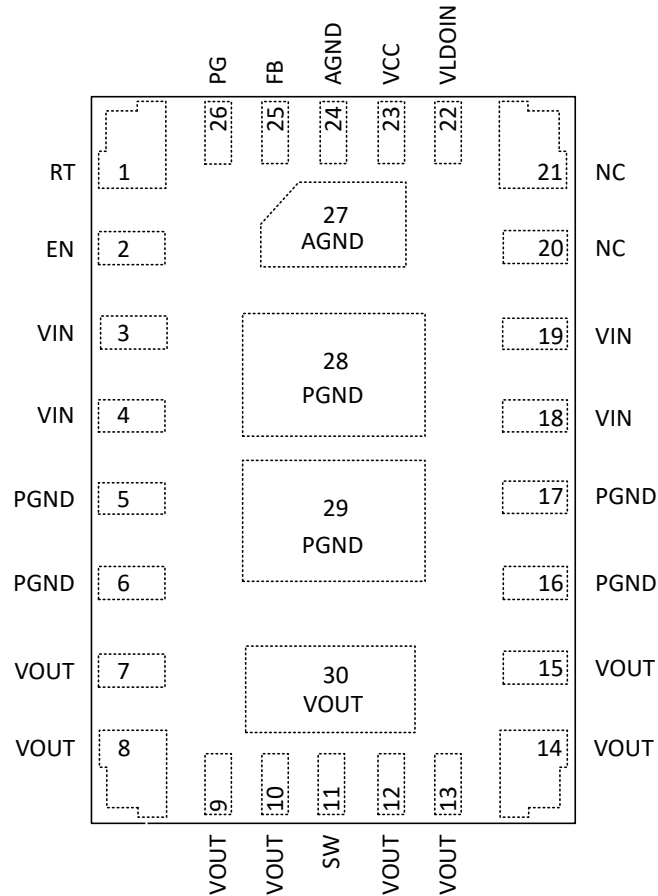 PG
FB
AGND
VCC
VLDOIN
26
25
24
23
22
RT
1
21
NC
27
AGND
EN
2
20
NC
VIN
3
19
VIN
28
PGND
VIN
4
18
VIN
PGND
5
17
PGND
29
PGND
PGND
6
16
PGND
VOUT
7
15
VOUT
30
VOUT
VOUT
8
14
VOUT
9
10
11
12
13
VOUT
VOUT
SW
VOUT
VOUT